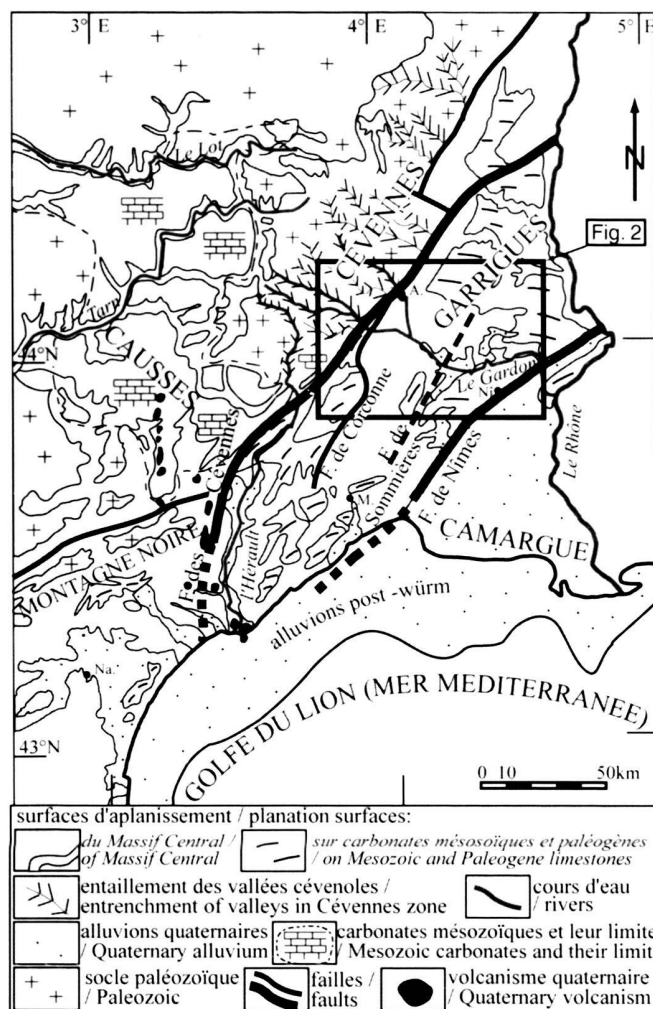 3° E
4° E
5° E
Le Lot
N
CÉVENNES
Fig. 2
GARRIGUES
A.
Tarn
44°N
CAUSSES
Le Gardon
Ni
F. de Corconne
F. de Sommières
F. de Nîmes
Le Rhône
F. des Cévennes
M.
l'Hérault
MONTAGNE NOIRE
CAMARGUE
alluvions post -würm
Na.
GOLFE DU LION (MER MEDITERRANEE)
43°N
0 10 50km
surfaces d'aplanissement / planation surfaces:
du Massif Central /
of Massif Central
sur carbonates mésosoïques et paléogènes
/ on Mesozoic and Paleogene limestones
entaillement des vallées cévenoles /
entrenchment of valleys in Cévennes zone
cours d'eau
/ rivers
alluvions quaternaires
/ Quaternary alluvium
carbonates mézozoïques et leur limite
/ Mesozoic carbonates and their limit
socle paléozoïque
/ Paleozoic
failles /
faults
volcanisme quaternaire
/ Quaternary volcanism